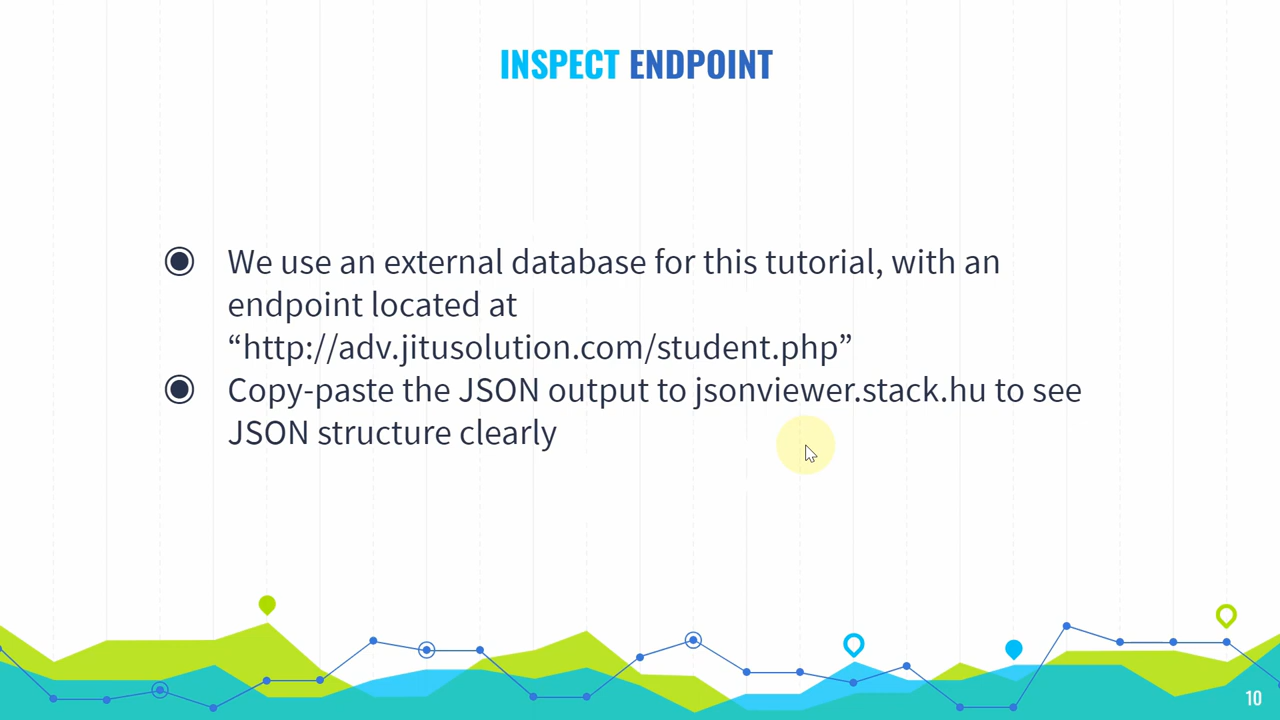 INSPECT ENDPOINT
We use an external database for this tutorial, with an
endpoint located at
“http://adv.jitusolution.com/student.php”
Copy-paste the JSON output to jsonviewer.stack.hu to see
JSON structure clearly
10